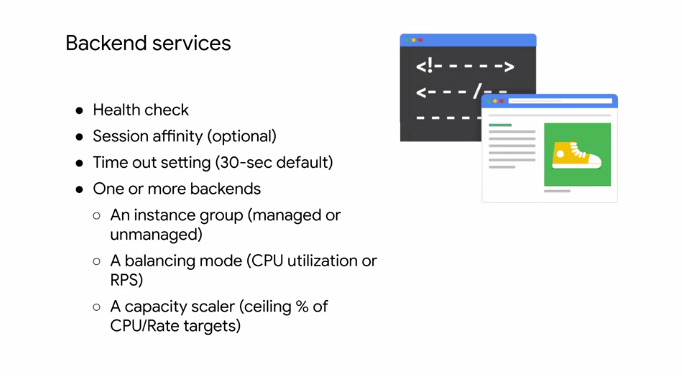 Backend services
● Health check
● Session affinity (optional)
● Time out setting (30-sec default)
● One or more backends
○ An instance group (managed or
unmanaged)
○ A balancing mode (CPU utilization or
RPS)
○ A capacity scaler (ceiling % of
CPU/Rate targets)
<!----->
<---/--
-----